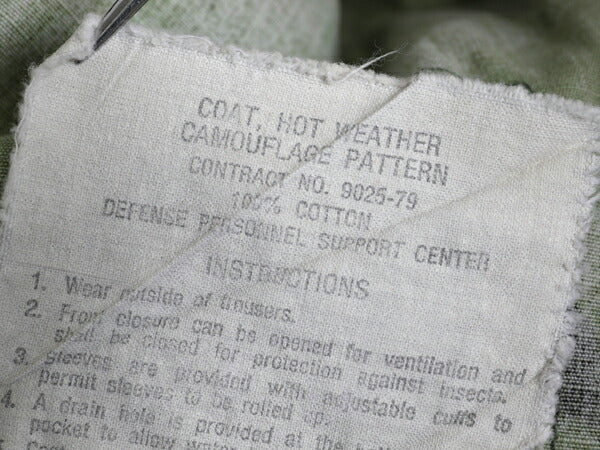 COAT, HOT WEATHER
CAMOUFLAGE PATTERN
CONTRACT NO. 9025-79
100% COTTON
DEFENSE PERSONNEL SUPPORT CENTER
INSTRUCTIONS
1. Wear outside of trousers.
2. From closure can be opened for ventilation and
shall be closed for protection against insects.
3. Sleeves are provided with adjustable cuffs to
permit sleeves to be rolled up.
4. A drain hole is provided at the
pocket to allow water